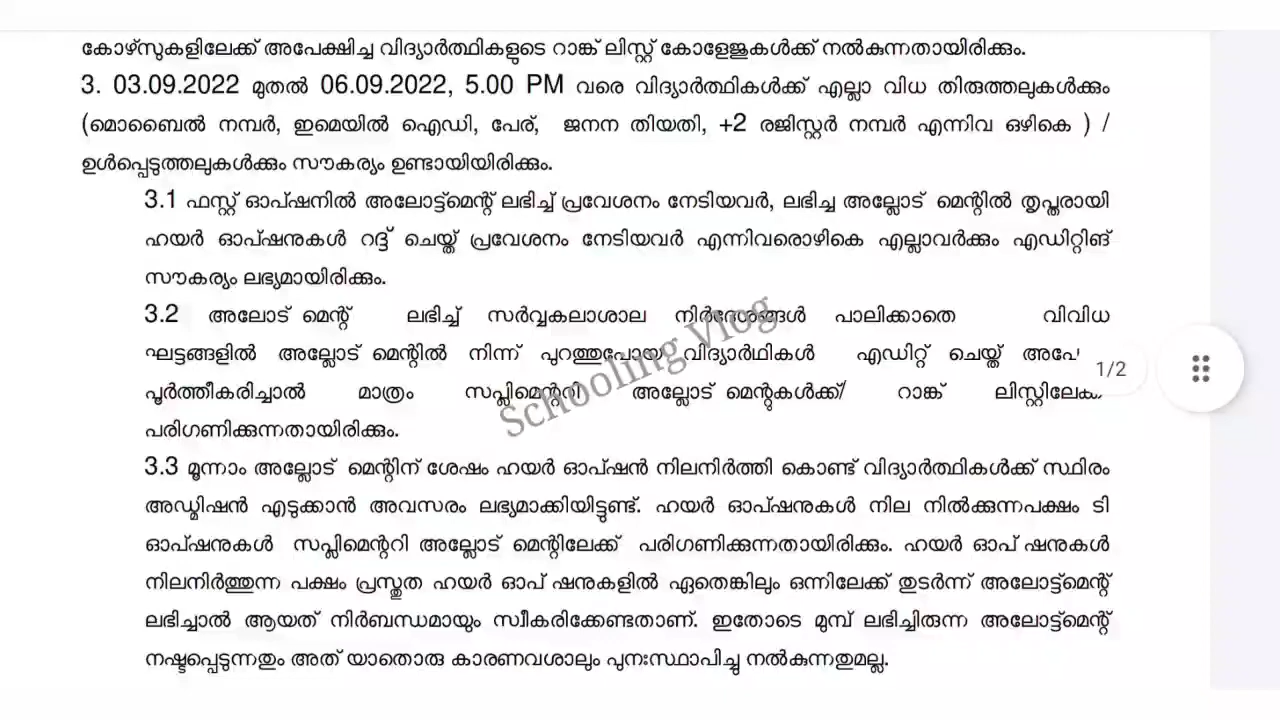 കോഴ്സുകളിലേക്ക് അപേക്ഷിച്ച വിദ്യാർത്ഥികളുടെ റാങ്ക് ലിസ്റ്റ് കോളേജുകൾക്ക് നൽകുന്നതായിരിക്കും.
3. 03.09.2022 മുതൽ 06.09.2022, 5.00 PM വരെ വിദ്യാർത്ഥികൾക്ക് എല്ലാ വിധ തിരുത്തലുകൾക്കും
(മൊബൈൽ നമ്പർ, ഇമെയിൽ ഐഡി, പേര്, ജനന തിയതി, +2 രജിസ്റ്റർ നമ്പർ എന്നിവ ഒഴികെ ) /
ഉൾപ്പെടുത്തലുകൾക്കും സൗകര്യം ഉണ്ടായിയിരിക്കും.
3.1 ഫസ്റ്റ് ഓപ്ഷനിൽ അലോട്ട്മെന്റ് ലഭിച്ച് പ്രവേശനം നേടിയവർ, ലഭിച്ച അല്ലോട് മെന്റിൽ തൃപ്തരായി
ഹയർ ഓപ്ഷനുകൾ റദ്ദ് ചെയ്ത് പ്രവേശനം നേടിയവർ എന്നിവരൊഴികെ എല്ലാവർക്കും എഡിറ്റിങ്
സൗകര്യം ലഭ്യമായിരിക്കും.
3.2 അലോട് മെന്റ് ലഭിച്ച് സർവ്വകലാശാല നിർദേശങ്ങൾ പാലിക്കാതെ വിവിധ
ഘട്ടങ്ങളിൽ അല്ലോട് മെന്റിൽ നിന്ന് പുറത്തുപോയ വിദ്യാർഥികൾ എഡിറ്റ് ചെയ്ത് 1/2
പൂർത്തീകരിച്ചാൽ മാത്രം സപ്ലിമെന്ററി അല്ലോട് മെന്റുകൾക്ക്/ റാങ്ക് ലിസ്റ്റിലേക്ക്
പരിഗണിക്കുന്നതായിരിക്കും.
Schooling Vlog
3.3 മൂന്നാം അല്ലോട് മെന്റിന് ശേഷം ഹയർ ഓപ്ഷൻ നിലനിർത്തി കൊണ്ട് വിദ്യാർത്ഥികൾക്ക് സ്ഥിരം
അഡ്മിഷൻ എടുക്കാൻ അവസരം ലഭ്യമാക്കിയിട്ടുണ്ട്. ഹയർ ഓപ്ഷനുകൾ നില നിൽക്കുന്നപക്ഷം ടി
ഓപ്ഷനുകൾ സപ്ലിമെന്ററി അല്ലോട് മെന്റിലേക്ക് പരിഗണിക്കുന്നതായിരിക്കും. ഹയർ ഓപ് ഷനുകൾ
നിലനിർത്തുന്ന പക്ഷം പ്രസ്തുത ഹയർ ഓപ് ഷനുകളിൽ ഏതെങ്കിലും ഒന്നിലേക്ക് തുടർന്ന് അലോട്ട്മെന്റ്
ലഭിച്ചാൽ ആയത് നിർബന്ധമായും സ്വീകരിക്കേണ്ടതാണ്. ഇതോടെ മുമ്പ് ലഭിച്ചിരുന്ന അലോട്ട്മെന്റ്
നഷ്ടപ്പെടുന്നതും അത് യാതൊരു കാരണവശാലും പുനഃസ്ഥാപിച്ചു നൽകുന്നതുമല്ല.